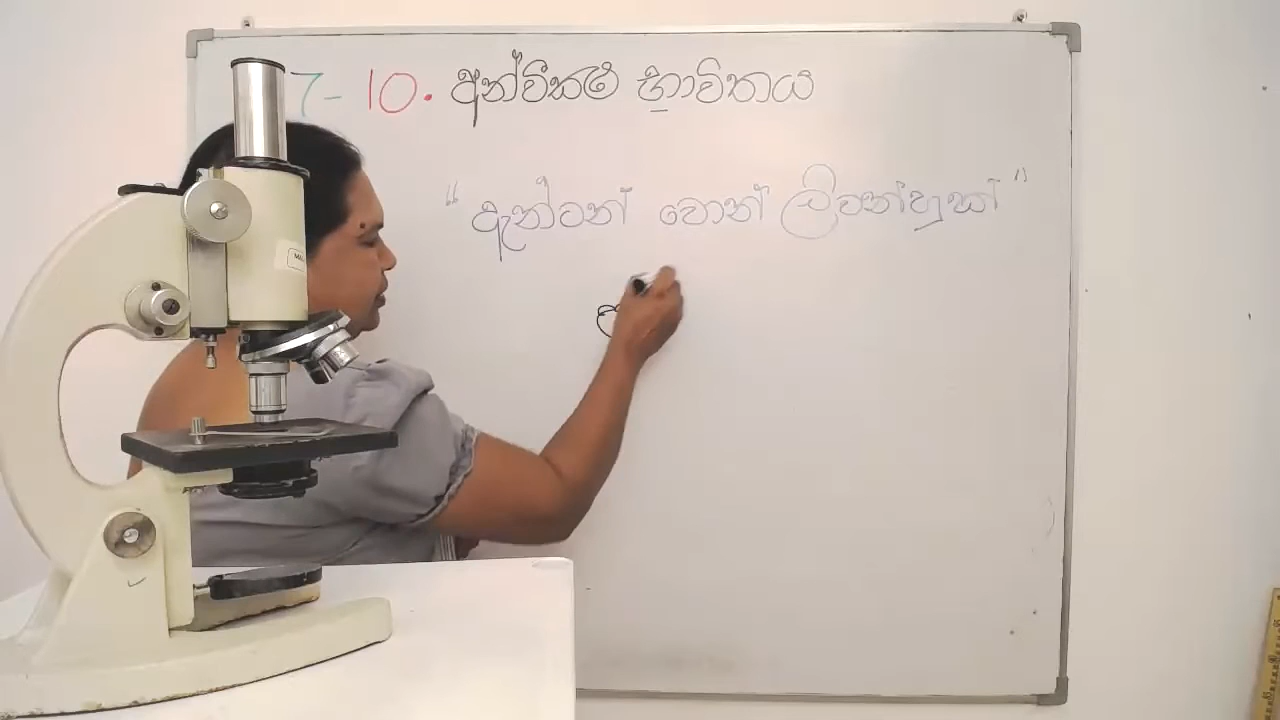 7-10. අන්වීක්ෂ භාවිතය
" ඇන්ටන් වොන් ලිවන්හුක් "